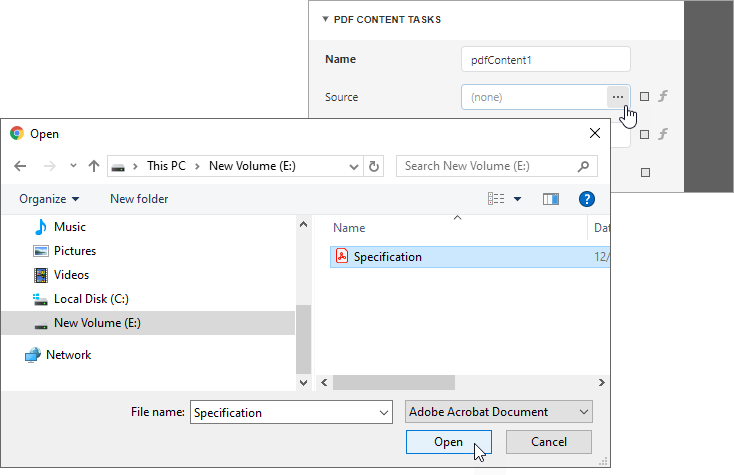 PDF CONTENT TASKS
Name
pdfContent1
Source
(none)
...
Open
This PC
New Volume (E:)
Search New Volume (E:)
Organize
New folder
?
Music
Pictures
Videos
Local Disk (C:)
New Volume (E:)
Network
Name
Dat
Specification
12/
File name:
Specification
Adobe Acrobat Document
Open
Cancel